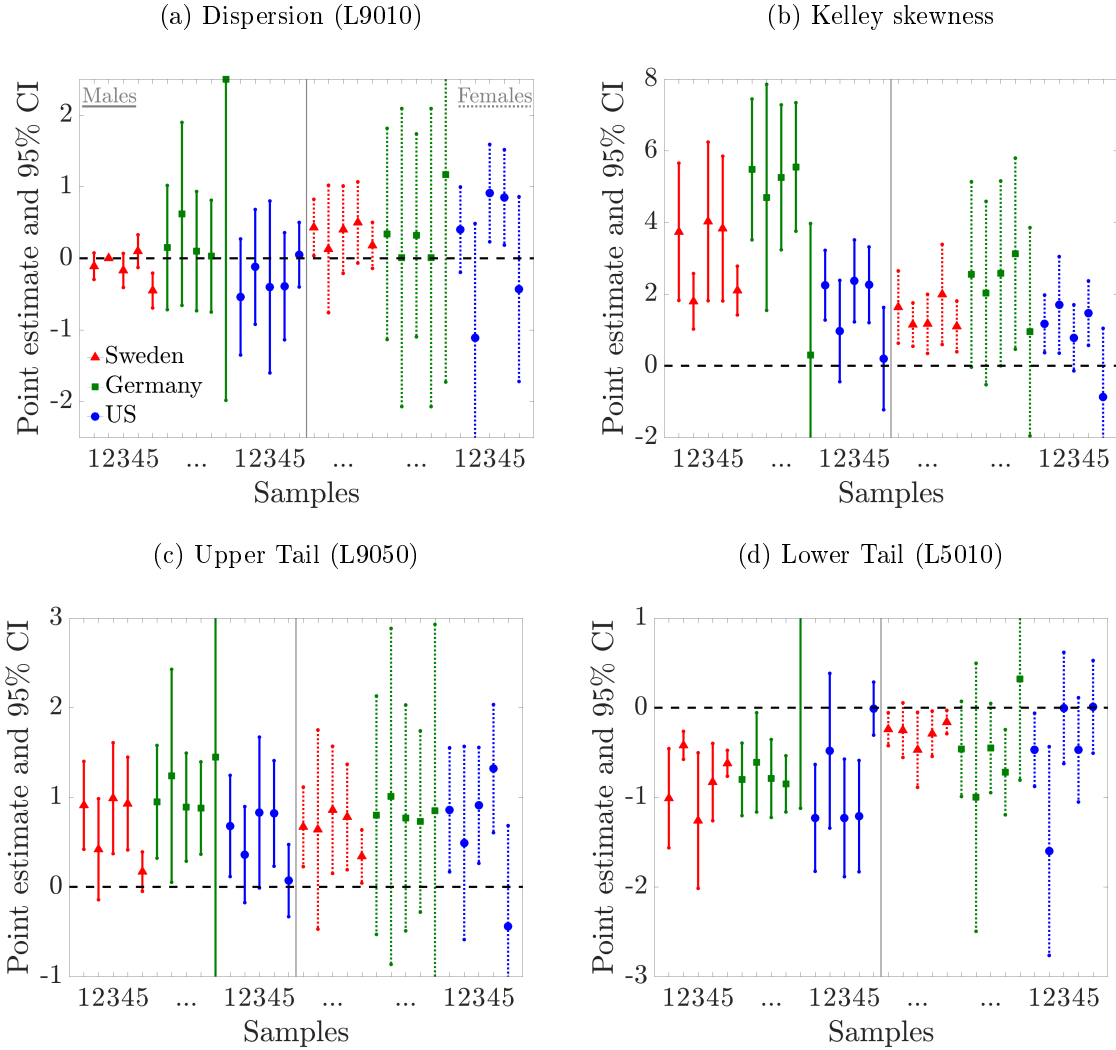 (a) Dispersion (L9010)
Point estimate and 95% CI
2
1
0
-1
-2
Males
Females
Sweden
Germany
US
12345 ... 12345 ... ... 12345
Samples
(b) Kelley skewness
Point estimate and 95% CI
8
6
4
2
0
-2
12345 ... 12345 ... ... 12345
Samples
(c) Upper Tail (L9050)
Point estimate and 95% CI
3
2
1
0
-1
12345 ... 12345 ... ... 12345
Samples
(d) Lower Tail (L5010)
Point estimate and 95% CI
1
0
-1
-2
-3
12345 ... 12345 ... ... 12345
Samples